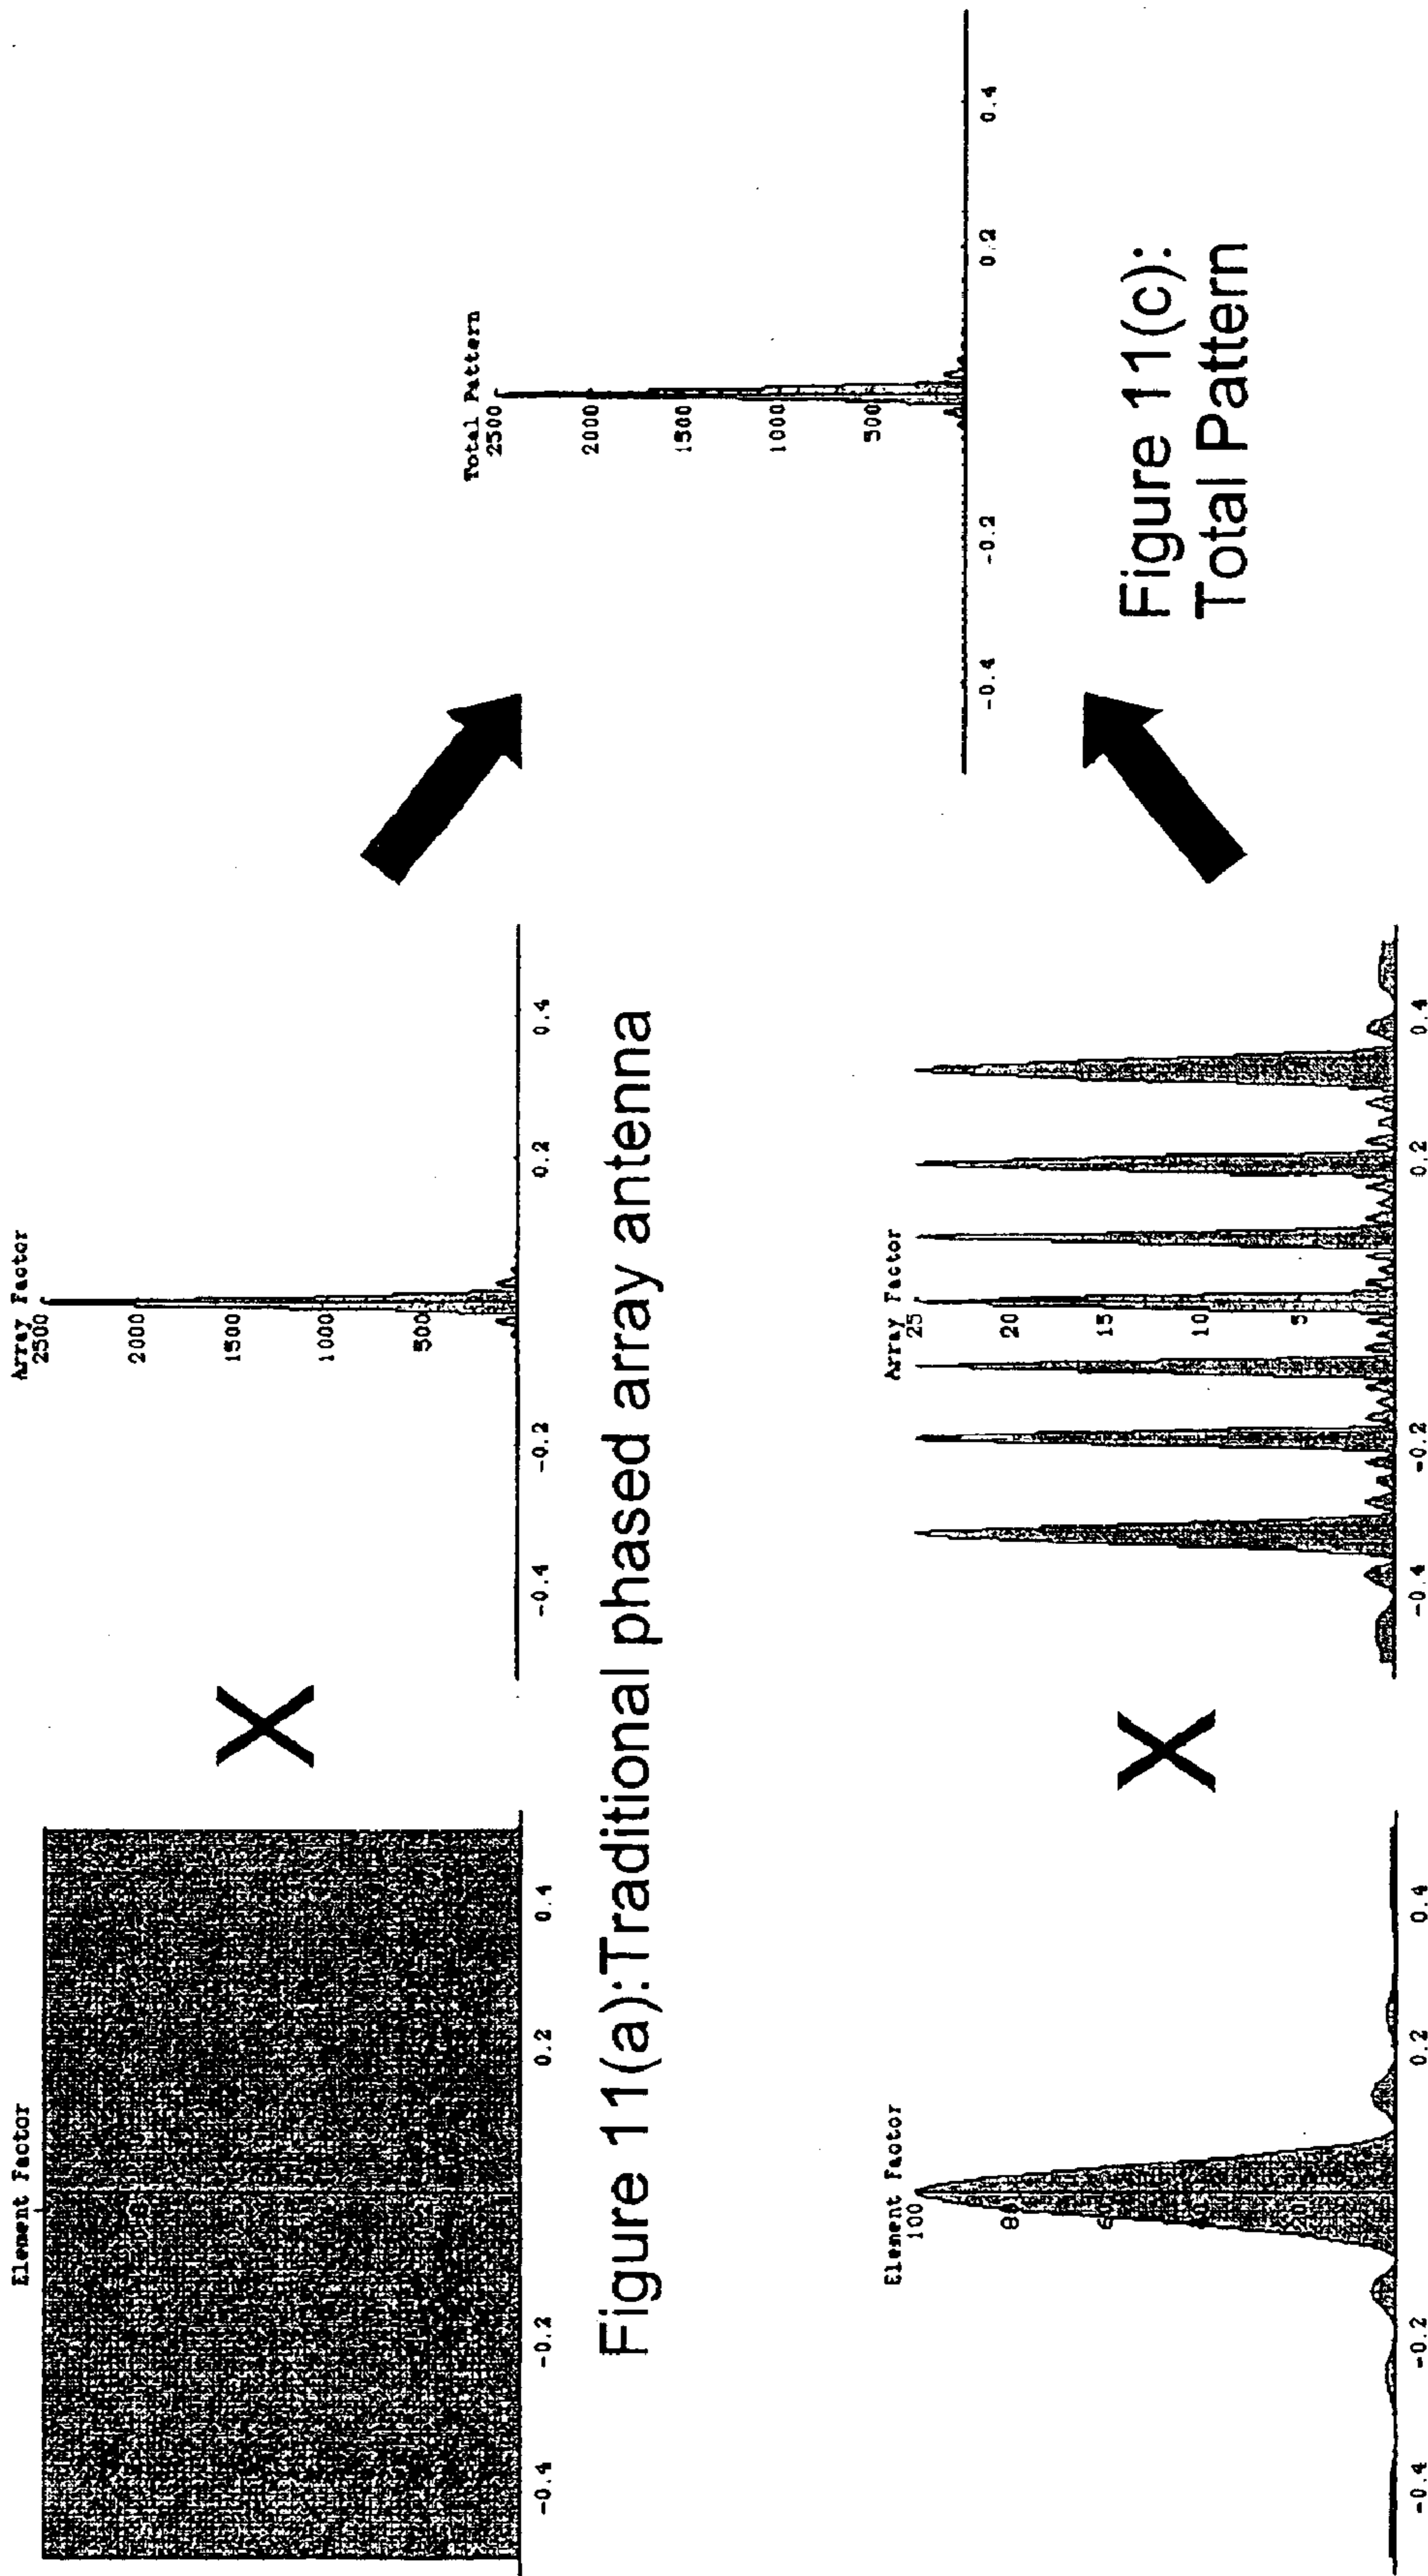 Element Factor
-0.4 -0.2 0.2 0.4
X
Array Factor
2500
2000
1500
1000
500
-0.4 -0.2 0.2 0.4
Figure 11(a):Traditional phased array antenna
Element Factor
100
-0.4 -0.2 0.2 0.4
X
Array Factor
25
20
15
10
5
-0.4 -0.2 0.2 0.4
Total Pattern
2500
2000
1500
1000
500
-0.4 -0.2 0.2 0.4
Figure 11(c):
Total Pattern